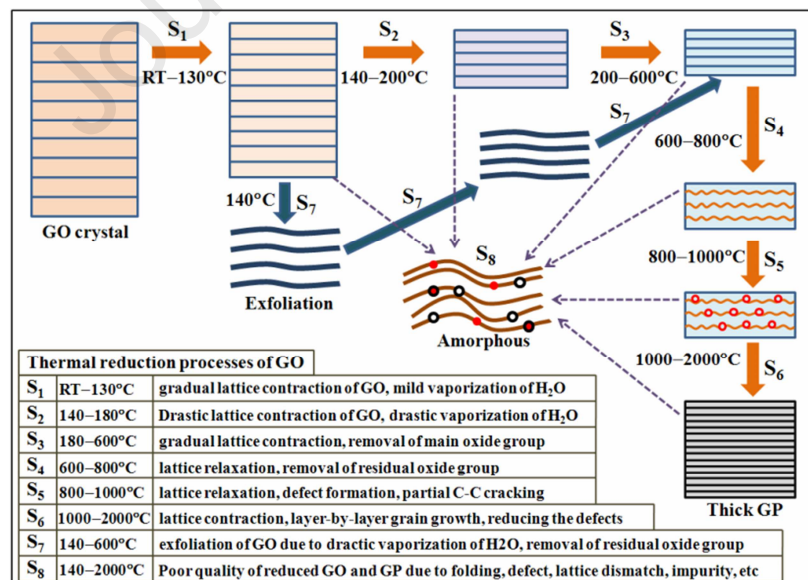 Jou
S1
RT–130°C
S2
140–200°C
S3
200–600°C
S7
S4
600–800°C
GO crystal
140°C
S7
S7
Exfoliation
S8
Amorphous
800–1000°C
S5
1000–2000°C
S6
Thick GP
Thermal reduction processes of GO
S1 RT–130°C gradual lattice contraction of GO, mild vaporization of H2O
S2 140–180°C Drastic lattice contraction of GO, drastic vaporization of H2O
S3 180–600°C gradual lattice contraction, removal of main oxide group
S4 600–800°C lattice relaxation, removal of residual oxide group
S5 800–1000°C lattice relaxation, defect formation, partial C-C cracking
S6 1000–2000°C lattice contraction, layer-by-layer grain growth, reducing the defects
S7 140–600°C exfoliation of GO due to dractic vaporization of H2O, removal of residual oxide group
S8 140–2000°C Poor quality of reduced GO and GP due to folding, defect, lattice dismatch, impurity, etc